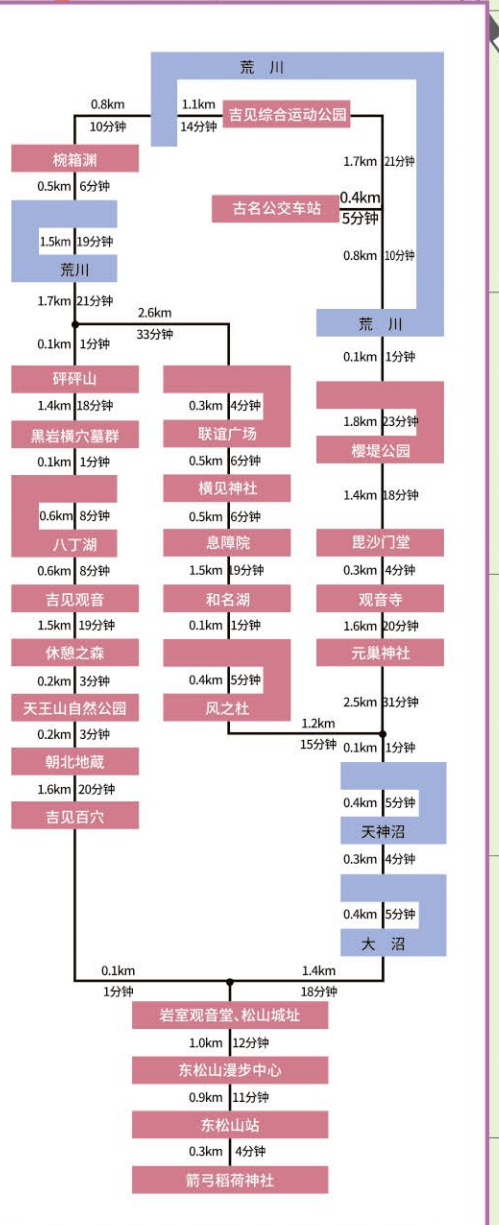 荒 川
0.8km
1.1km
10分钟
14分钟
吉见综合运动公园
椀箱渊
1.7km 21分钟
0.5km 6分钟
古名公交车站
0.4km
5分钟
1.5km 19分钟
0.8km 10分钟
荒川
1.7km 21分钟
2.6km
33分钟
荒 川
0.1km 1分钟
0.1km 1分钟
砰砰山
1.4km 18分钟
0.3km 4分钟
1.8km 23分钟
黑岩横穴墓群
联谊广场
樱堤公园
0.1km 1分钟
0.5km 6分钟
横见神社
1.4km 18分钟
0.6km 8分钟
0.5km 6分钟
八丁湖
息障院
毘沙门堂
0.6km 8分钟
1.5km 19分钟
0.3km 4分钟
吉见观音
和名湖
观音寺
1.5km 19分钟
0.1km 1分钟
1.6km 20分钟
休憩之森
元巢神社
0.2km 3分钟
0.4km 5分钟
2.5km 31分钟
天王山自然公园
风之杜
1.2km
15分钟
0.2km 3分钟
0.1km 1分钟
朝北地蔵
1.6km 20分钟
0.4km 5分钟
吉见百穴
天神沼
0.3km 4分钟
0.4km 5分钟
大 沼
0.1km
1.4km
1分钟
18分钟
岩室观音堂、松山城址
1.0km 12分钟
东松山漫步中心
0.9km 11分钟
东松山站
0.3km 4分钟
箭弓稻荷神社